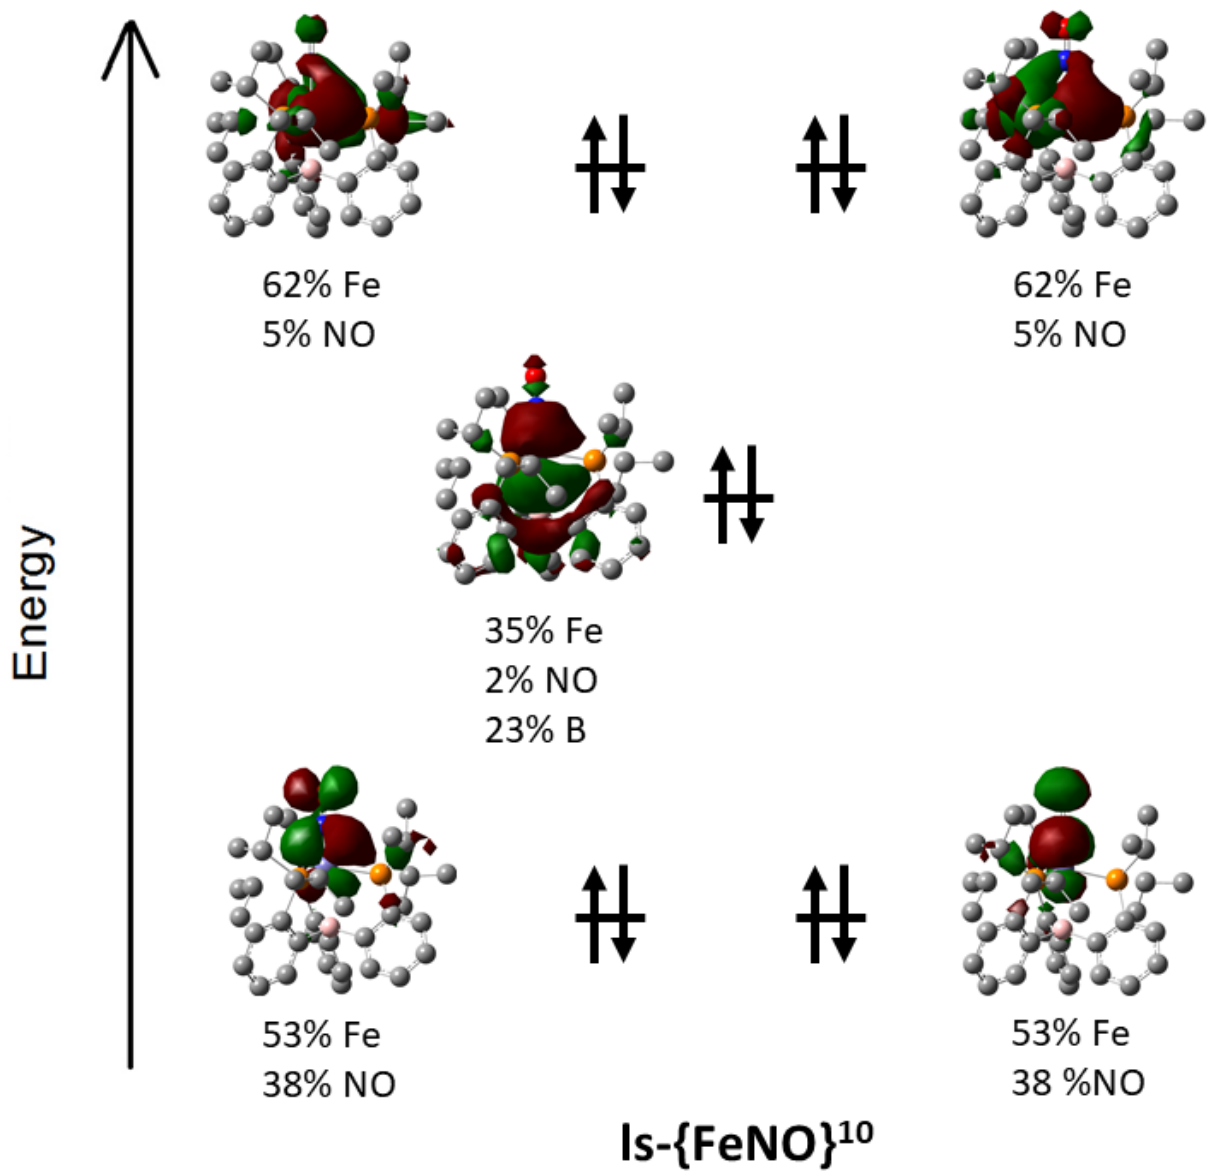 62% Fe
5% NO
62% Fe
5% NO
35% Fe
2% NO
23% B
Energy
53% Fe
38% NO
53% Fe
38 %NO
ls-{FeNO}¹⁰